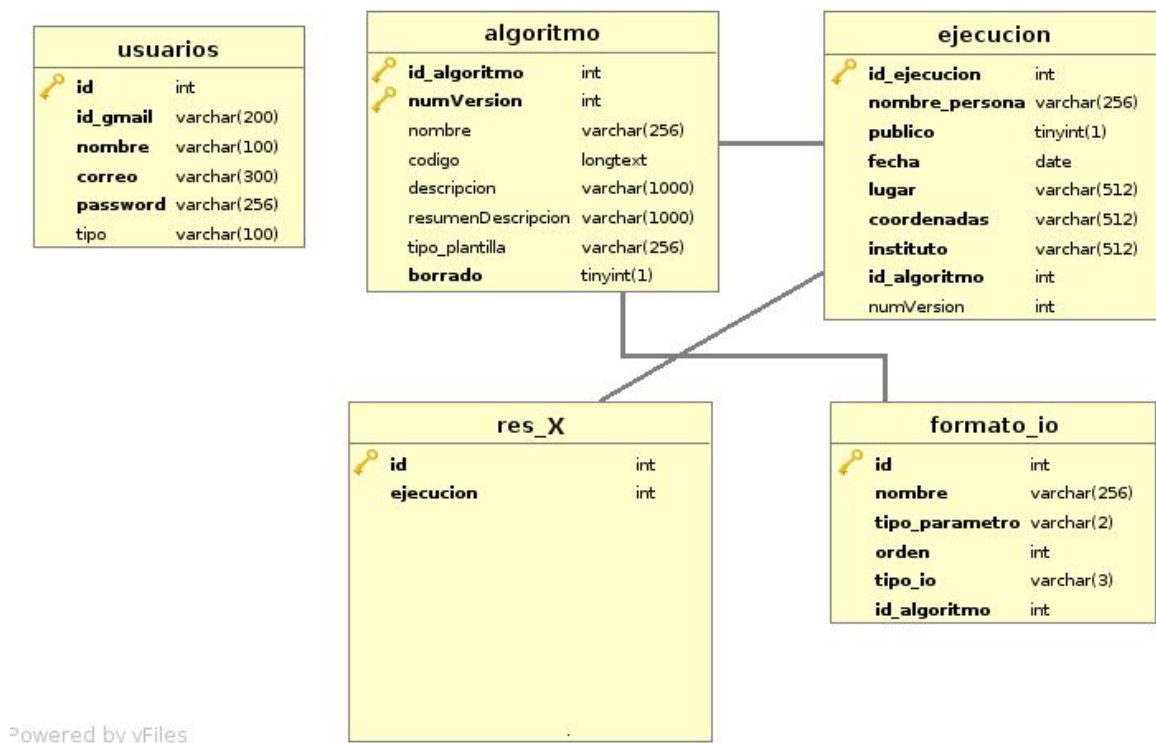 usuarios
id int
id_gmail varchar(200)
nombre varchar(100)
correo varchar(300)
password varchar(256)
tipo varchar(100)
algoritmo
id_algoritmo int
numVersion int
nombre varchar(256)
codigo longtext
descripcion varchar(1000)
resumenDescripcion varchar(1000)
tipo_plantilla varchar(256)
borrado tinyint(1)
ejecucion
id_ejecucion int
nombre_persona varchar(256)
publico tinyint(1)
fecha date
lugar varchar(512)
coordenadas varchar(512)
instituto varchar(512)
id_algoritmo int
numVersion int
res_X
id int
ejecucion int
formato_io
id int
nombre varchar(256)
tipo_parametro varchar(2)
orden int
tipo_io varchar(3)
id_algoritmo int
Powered by yFiles